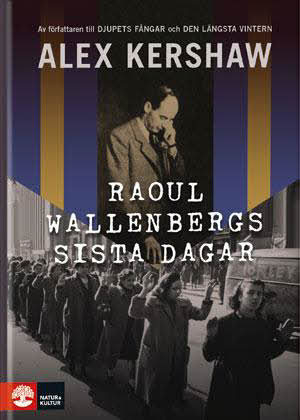 Av författaren till DJUPETS FÅNGAR och DEN LÄNGSTA VINTERN
ALEX KERSHAW
RAOUL
WALLENBERGS
SISTA DAGAR
NATUR &
KULTUR